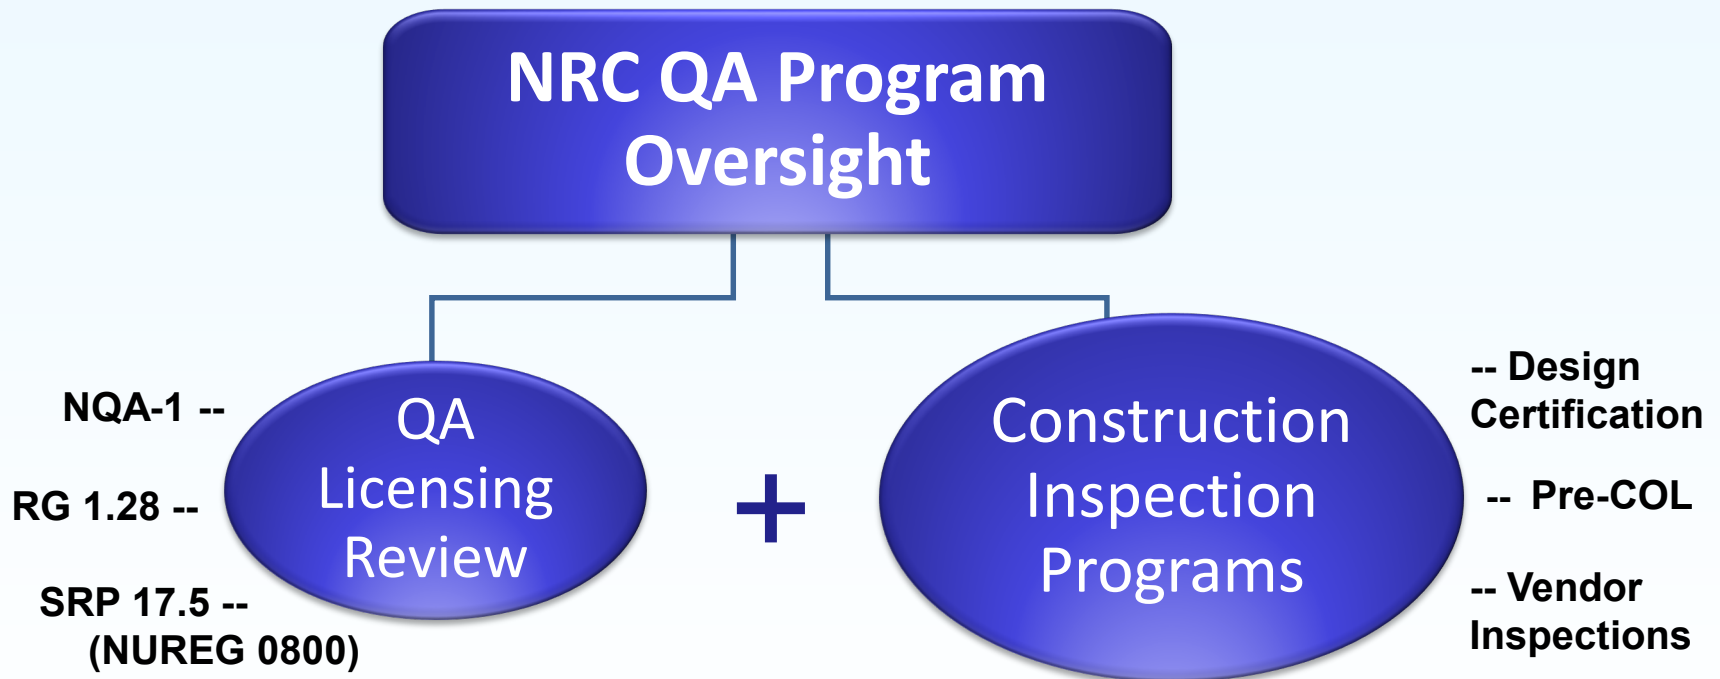 NRC QA Program
Oversight
NQA-1 --
RG 1.28 --
SRP 17.5 --
(NUREG 0800)
QA
Licensing
Review
+
Construction
Inspection
Programs
-- Design
Certification
-- Pre-COL
-- Vendor
Inspections